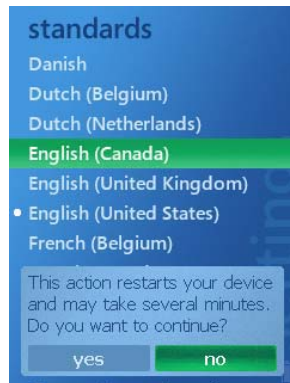 standards
Danish
Dutch (Belgium)
Dutch (Netherlands)
English (Canada)
English (United Kingdom)
English (United States)
French (Belgium)
This action restarts your device
and may take several minutes.
Do you want to continue?
yes no